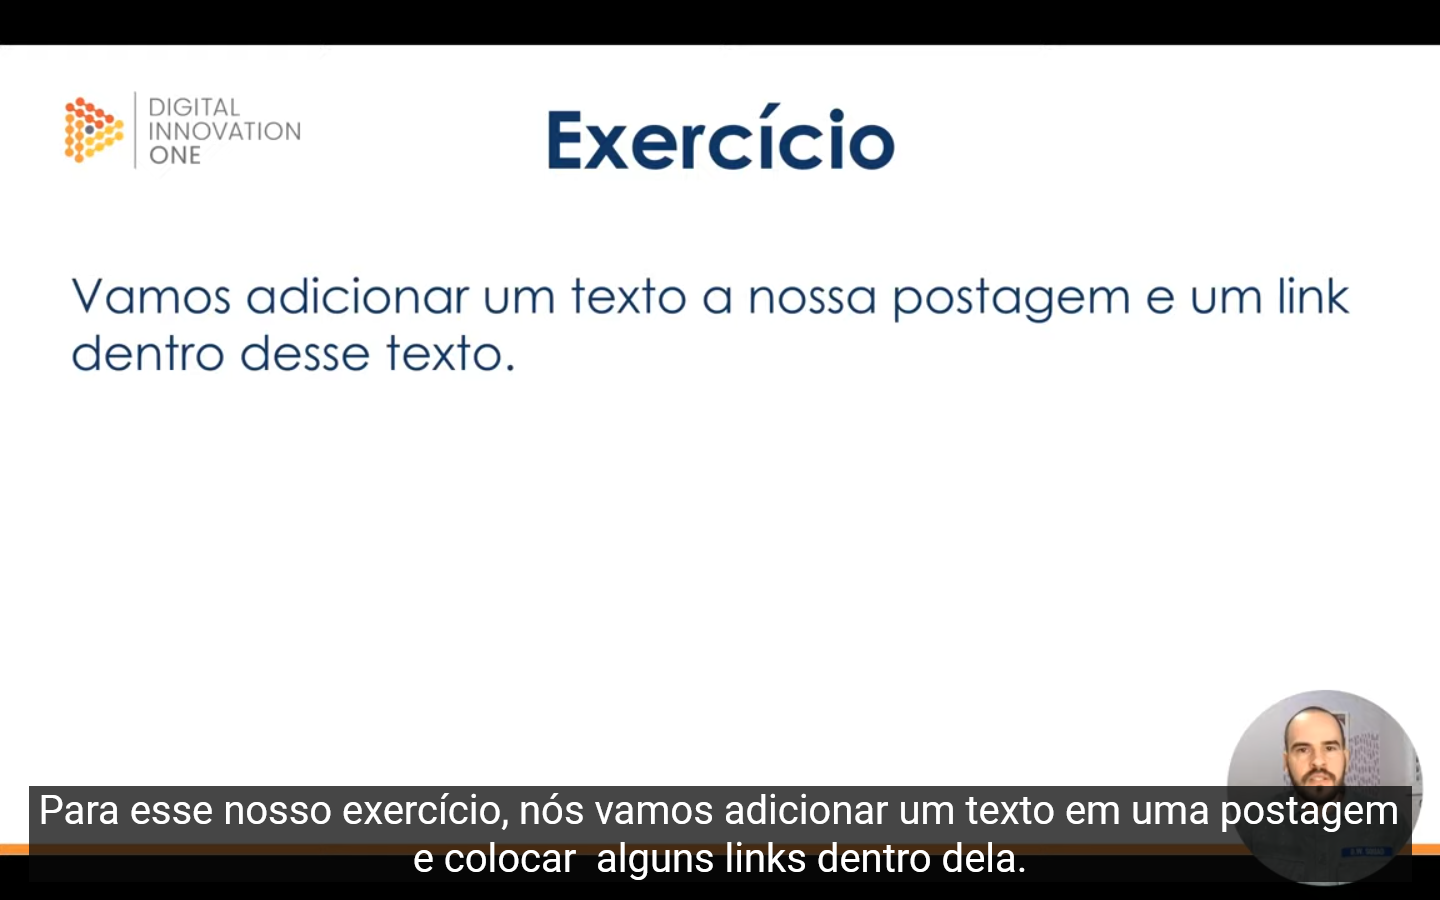 DIGITAL
INNOVATION
ONE
Exercício
Vamos adicionar um texto a nossa postagem e um link
dentro desse texto.
Para esse nosso exercício, nós vamos adicionar um texto em uma postagem
e colocar  alguns links dentro dela.